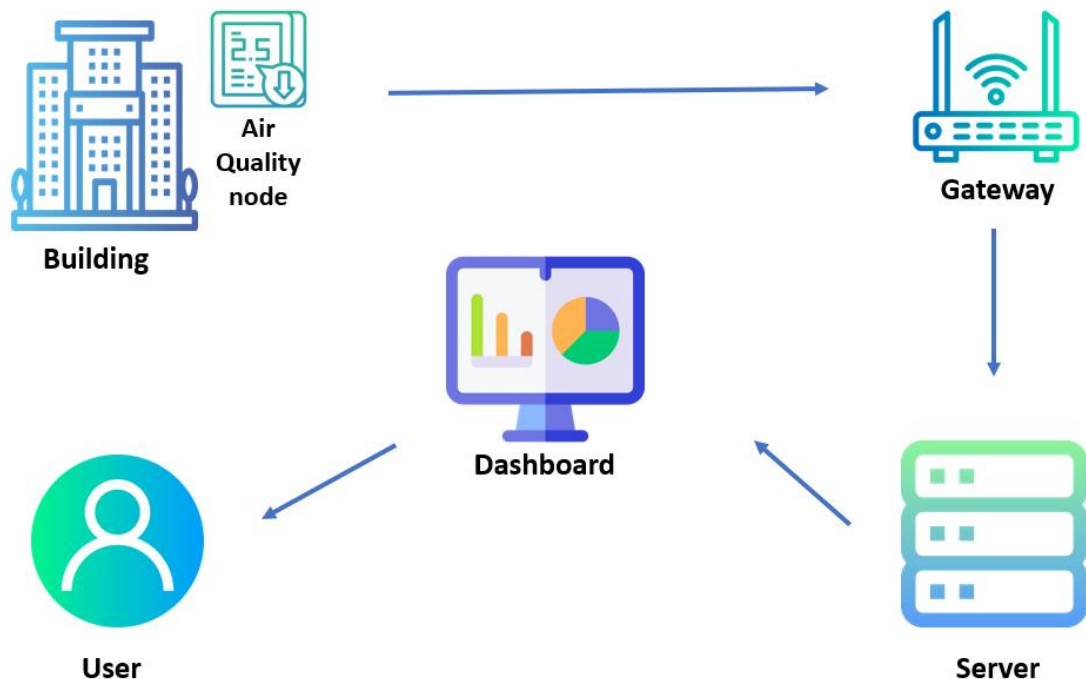 2.5
Air
Quality
node
Building
Gateway
Dashboard
User
Server